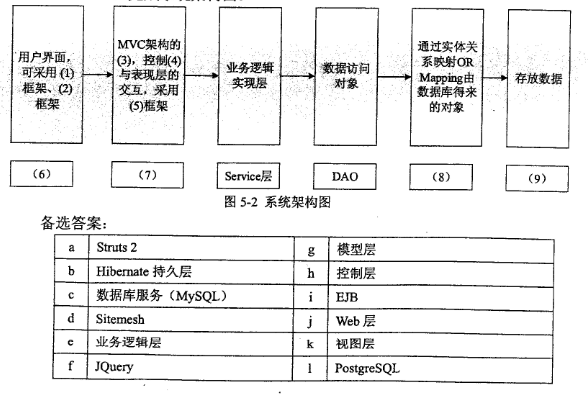 用户界面,
可采用(1)
框架、(2)
框架
MVC架构的
(3),控制(4)
与表现层的
交互,采用
(5)框架
业务逻辑
实现层
数据访问
对象
通过实体关
系映射OR
Mapping由
数据库得来
的对象
存放数据
(6)
(7)
Service层
DAO
(8)
(9)
图 5-2 系统架构图
备选答案:
a Struts 2 g 模型层
b Hibernate 持久层 h 控制层
c 数据库服务(MySQL) i EJB
d Sitemesh j Web 层
e 业务逻辑层 k 视图层
f JQuery l PostgreSQL